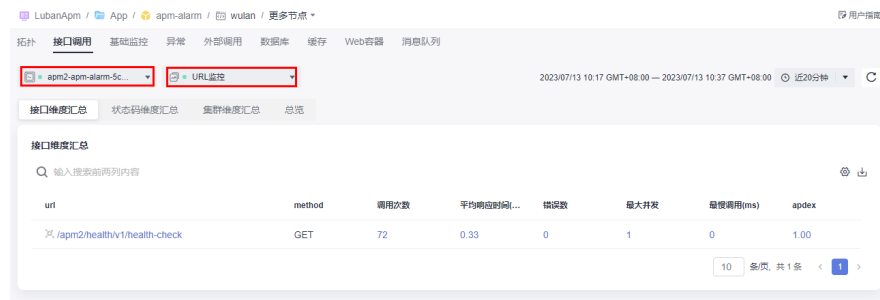 LubanApm / App / apm-alarm / wulan / 更多节点 用户指南
拓扑 接口调用 基础监控 异常 外部调用 数据库 缓存 Web容器 消息队列
apm2-apm-alarm-5c... URL监控 2023/07/13 10:17 GMT+08:00 — 2023/07/13 10:37 GMT+08:00 近20分钟
接口维度汇总 状态码维度汇总 集群维度汇总 总览
接口维度汇总
输入搜索前两列内容
url method 调用次数 平均响应时间(... 错误数 最大并发 最慢调用(ms) apdex
/apm2/health/v1/health-check GET 72 0.33 0 1 0 1.00
10 条/页, 共 1 条 < 1 >